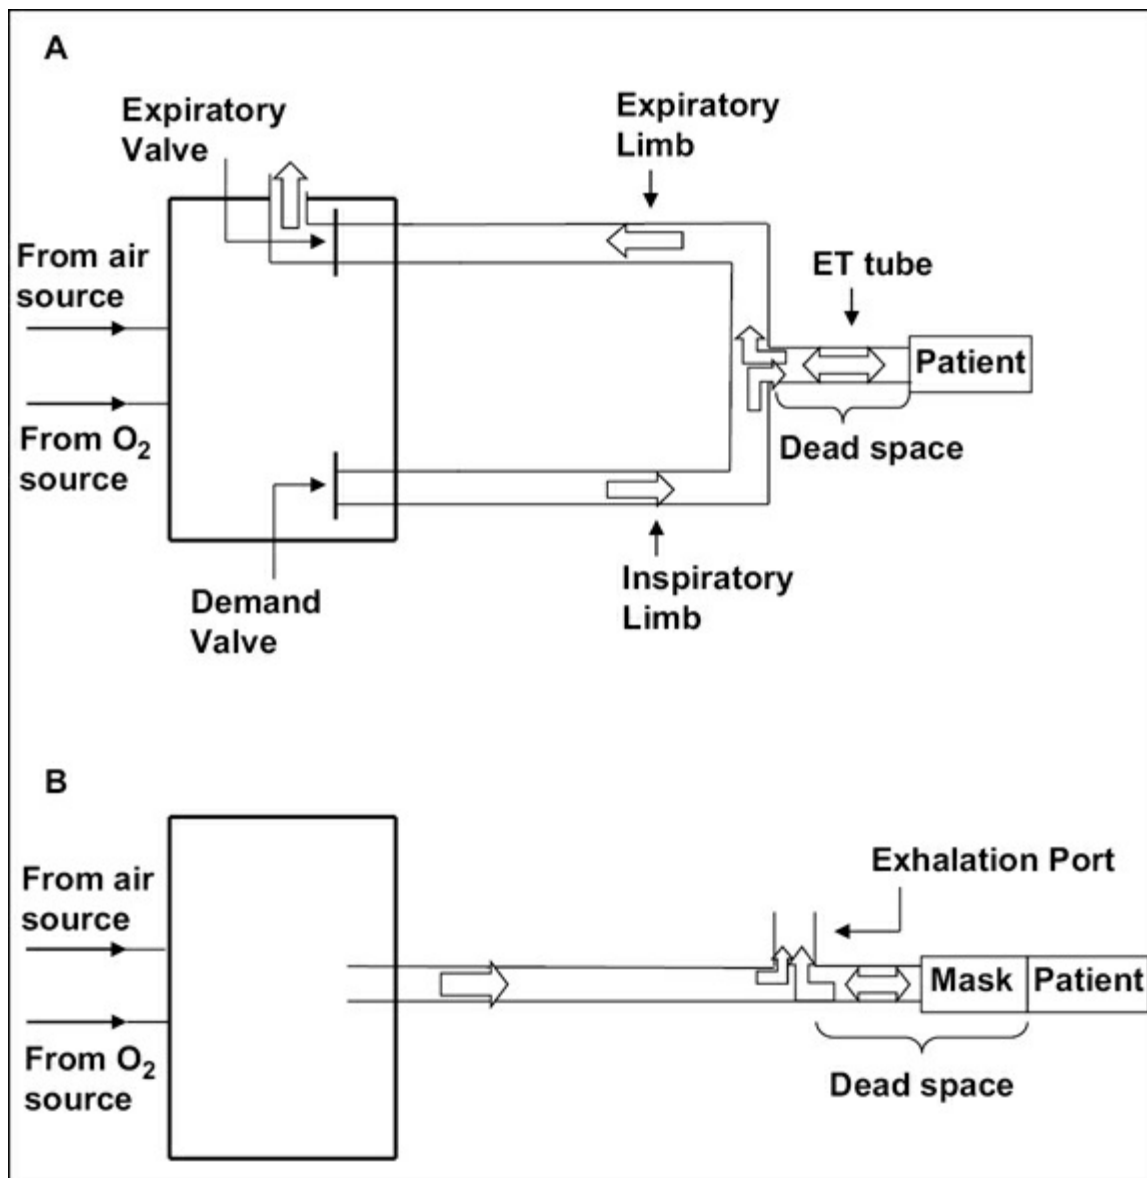 A
Expiratory
Valve
Expiratory
Limb
From air
source
ET tube
Patient
From O₂
source
Dead space
Demand
Valve
Inspiratory
Limb
B
From air
source
Exhalation Port
Mask
Patient
From O₂
source
Dead space